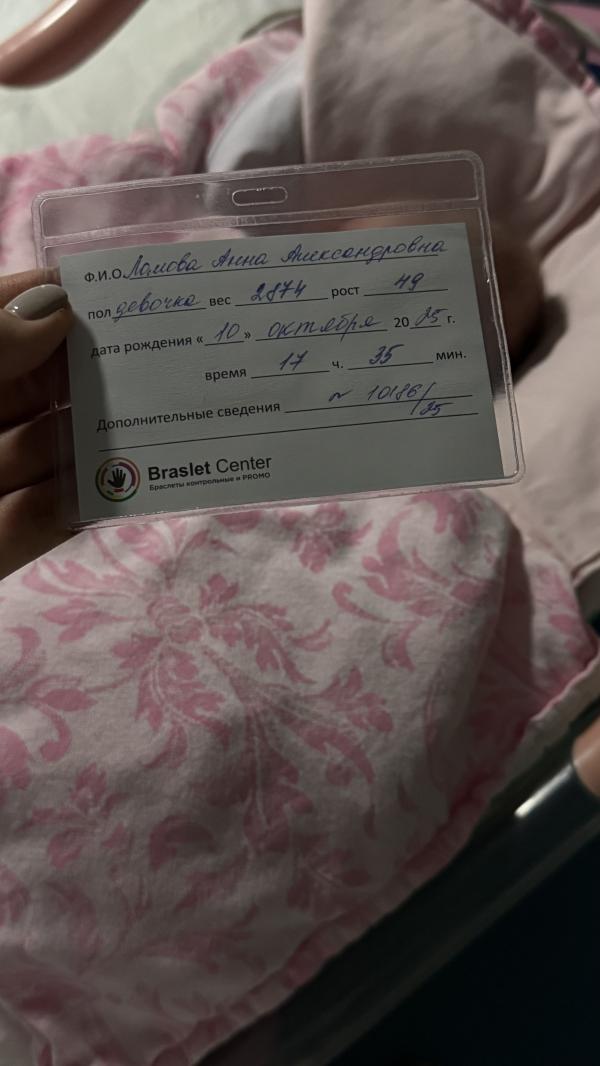 Ф.И.О. Ломова Анна Александровна
пол девочка вес 2874 рост 49
дата рождения «10» октября 2025 г.
время 17 ч. 35 мин.
Дополнительные сведения ~ 10186/25
Braslet Center
Браслеты контрольные и PROMO